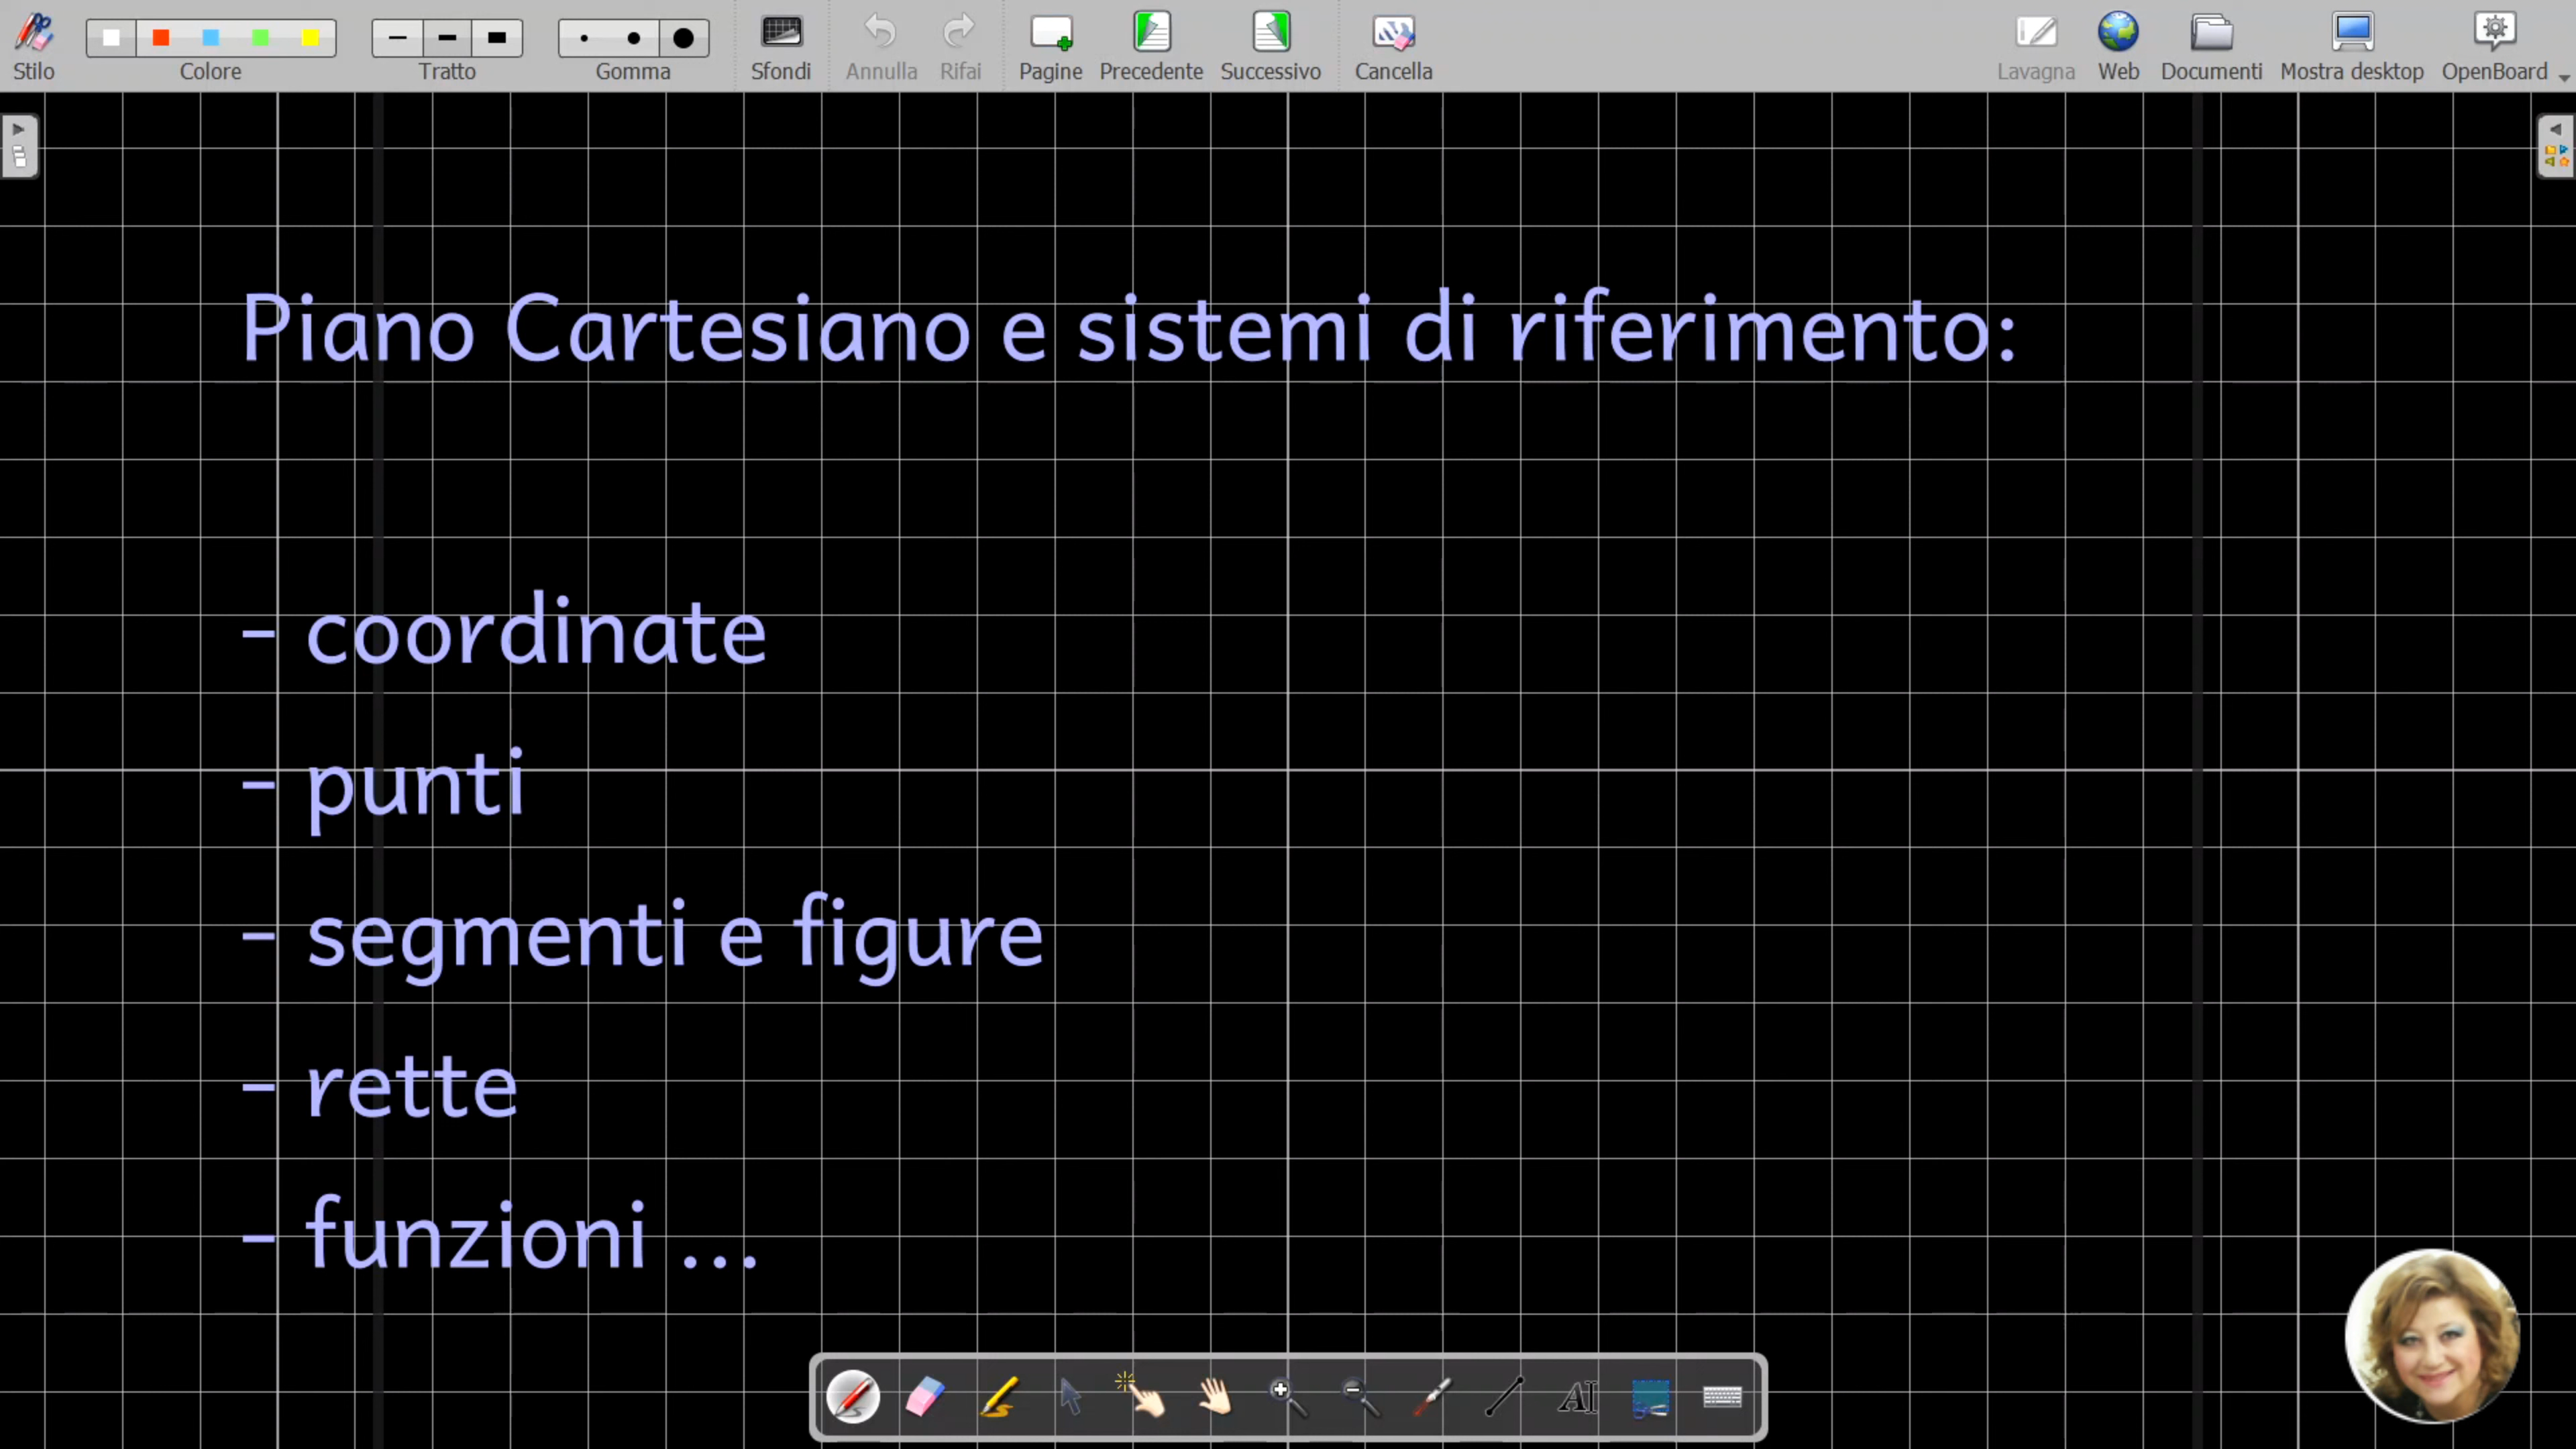 Stilo
Colore
Tratto
Gomma
Sfondi
Annulla
Rifai
Pagine
Precedente
Successivo
Cancella
Lavagna
Web
Documenti
Mostra desktop
OpenBoard
Piano Cartesiano e sistemi di riferimento:
- coordinate
- punti
- segmenti e figure
- rette
- funzioni ...
AI